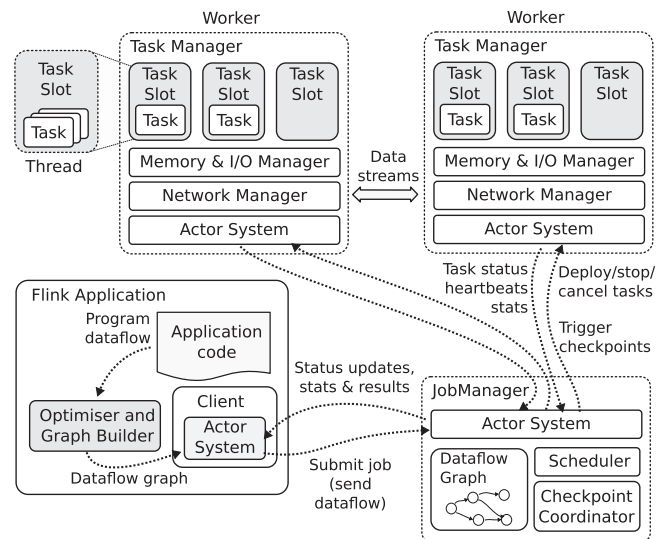 Worker
Task Manager
Task
Slot
Task
Thread
Task
Slot
Task
Task
Slot
Task
Task
Slot
Memory & I/O Manager
Network Manager
Actor System
Data
streams
Worker
Task Manager
Task
Slot
Task
Task
Slot
Task
Task
Slot
Memory & I/O Manager
Network Manager
Actor System
Task status
heartbeats
stats
Deploy/stop/
cancel tasks
Trigger
checkpoints
Flink Application
Program
dataflow
Application
code
Optimiser and
Graph Builder
Client
Actor
System
Dataflow graph
Status updates,
stats & results
Submit job
(send
dataflow)
JobManager
Actor System
Dataflow
Graph
Scheduler
Checkpoint
Coordinator